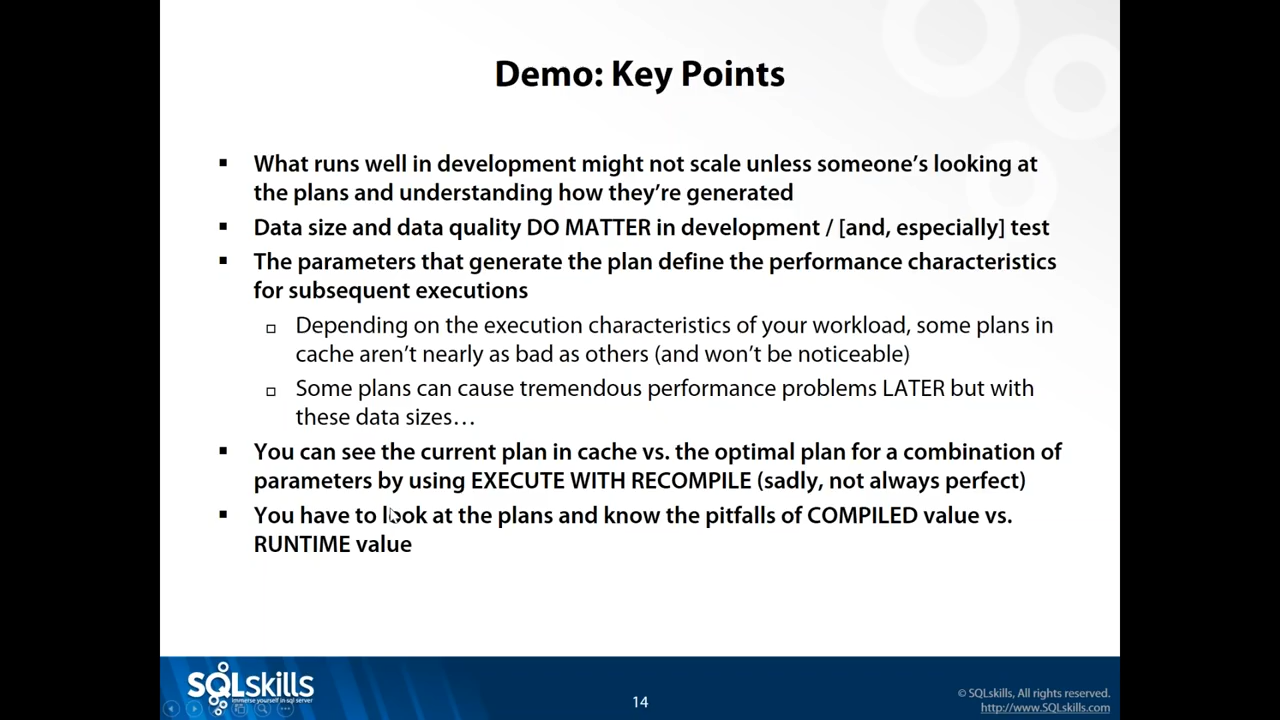 Demo: Key Points
▪ What runs well in development might not scale unless someone's looking at
the plans and understanding how they're generated
▪ Data size and data quality DO MATTER in development / [and, especially] test
▪ The parameters that generate the plan define the performance characteristics
for subsequent executions
▫ Depending on the execution characteristics of your workload, some plans in
cache aren't nearly as bad as others (and won't be noticeable)
▫ Some plans can cause tremendous performance problems LATER but with
these data sizes…
▪ You can see the current plan in cache vs. the optimal plan for a combination of
parameters by using EXECUTE WITH RECOMPILE (sadly, not always perfect)
▪ You have to look at the plans and know the pitfalls of COMPILED value vs.
RUNTIME value
SQLskills
immerse yourself in sql server
14
© SQLskills, All rights reserved.
http://www.SQLskills.com